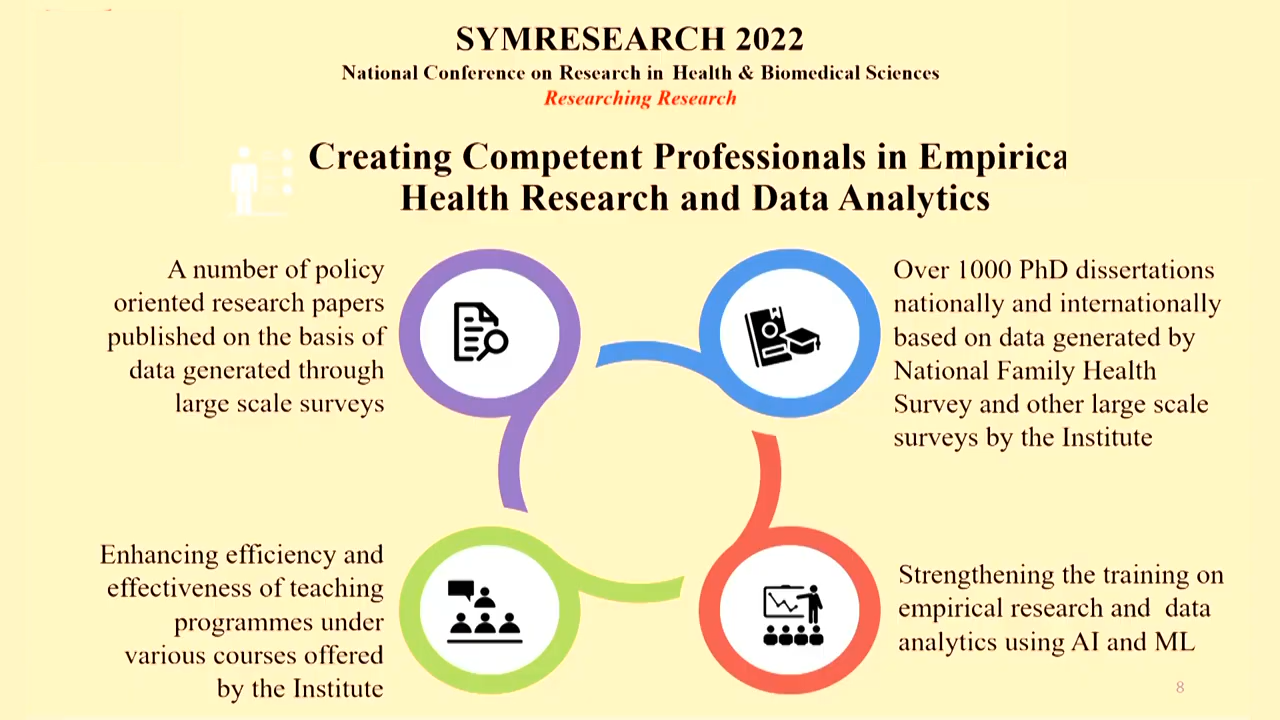 SYMRESEARCH 2022
National Conference on Research in Health & Biomedical Sciences
Researching Research
Creating Competent Professionals in Empirica
Health Research and Data Analytics
A number of policy
oriented research papers
published on the basis of
data generated through
large scale surveys
Over 1000 PhD dissertations
nationally and internationally
based on data generated by
National Family Health
Survey and other large scale
surveys by the Institute
Enhancing efficiency and
effectiveness of teaching
programmes under
various courses offered
by the Institute
Strengthening the training on
empirical research and data
analytics using AI and ML
8